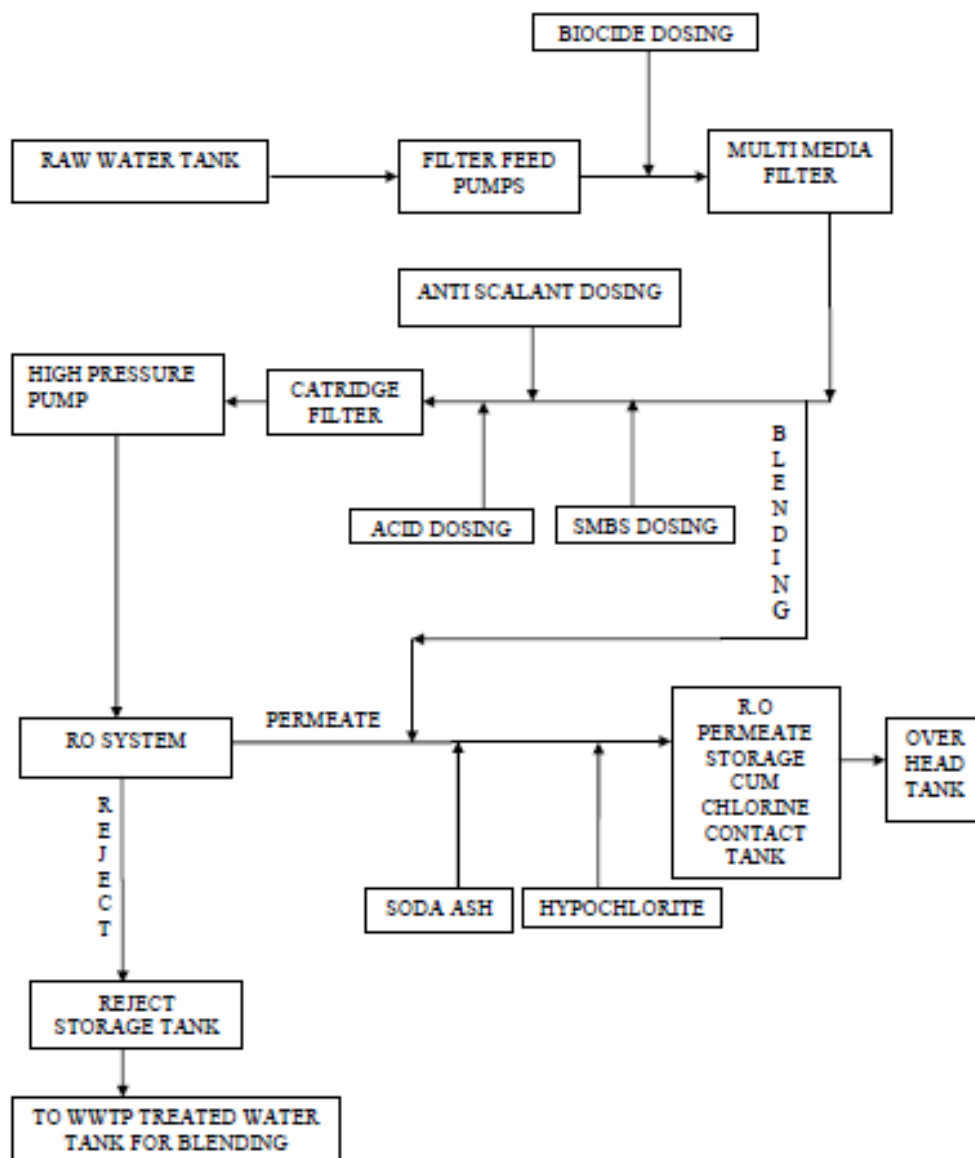 BIOCIDE DOSING
RAW WATER TANK
FILTER FEED
PUMPS
MULTI MEDIA
FILTER
ANTI SCALANT DOSING
HIGH PRESSURE
PUMP
CATRIDGE
FILTER
BLENDING
ACID DOSING
SMBS DOSING
PERMEATE
RO SYSTEM
R.O
PERMEATE
STORAGE
CUM
CHLORINE
CONTACT
TANK
OVER
HEAD
TANK
REJECT
SODA ASH
HYPOCHLORITE
REJECT
STORAGE TANK
TO WWTP TREATED WATER
TANK FOR BLENDING